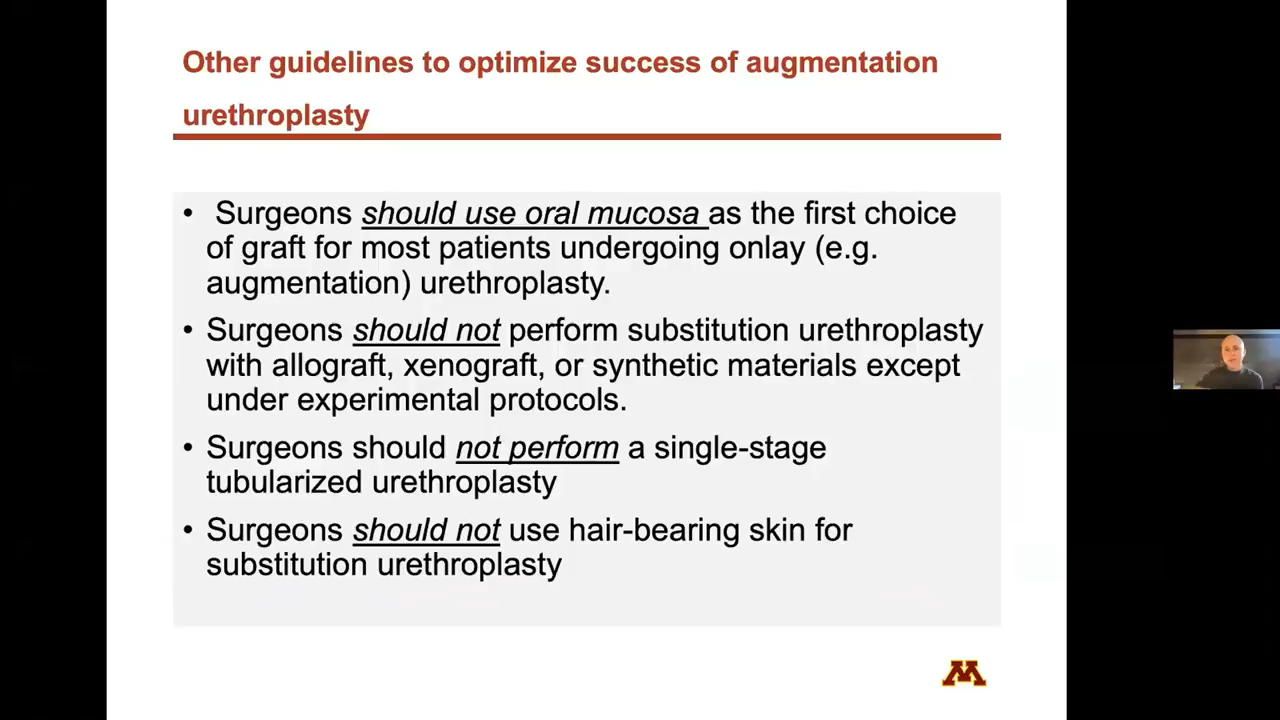 Other guidelines to optimize success of augmentation
urethroplasty
• Surgeons should use oral mucosa as the first choice
of graft for most patients undergoing onlay (e.g.
augmentation) urethroplasty.
• Surgeons should not perform substitution urethroplasty
with allograft, xenograft, or synthetic materials except
under experimental protocols.
• Surgeons should not perform a single-stage
tubularized urethroplasty
• Surgeons should not use hair-bearing skin for
substitution urethroplasty
M